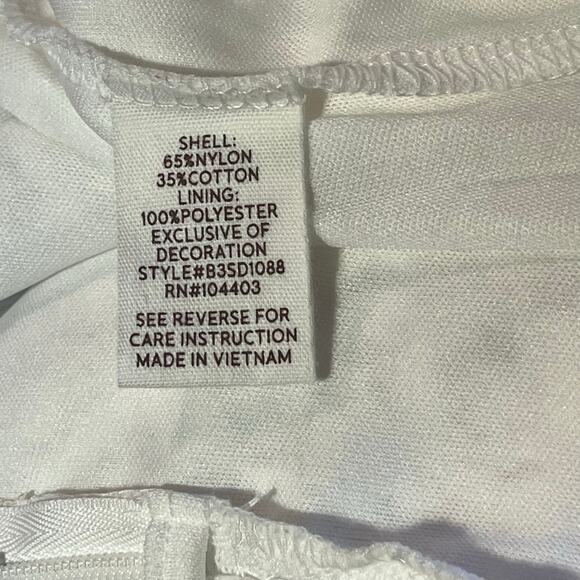 SHELL:
65%NYLON
35%COTTON
LINING:
100%POLYESTER
EXCLUSIVE OF
DECORATION
STYLE#B3SD1088
RN#104403
SEE REVERSE FOR
CARE INSTRUCTION
MADE IN VIETNAM